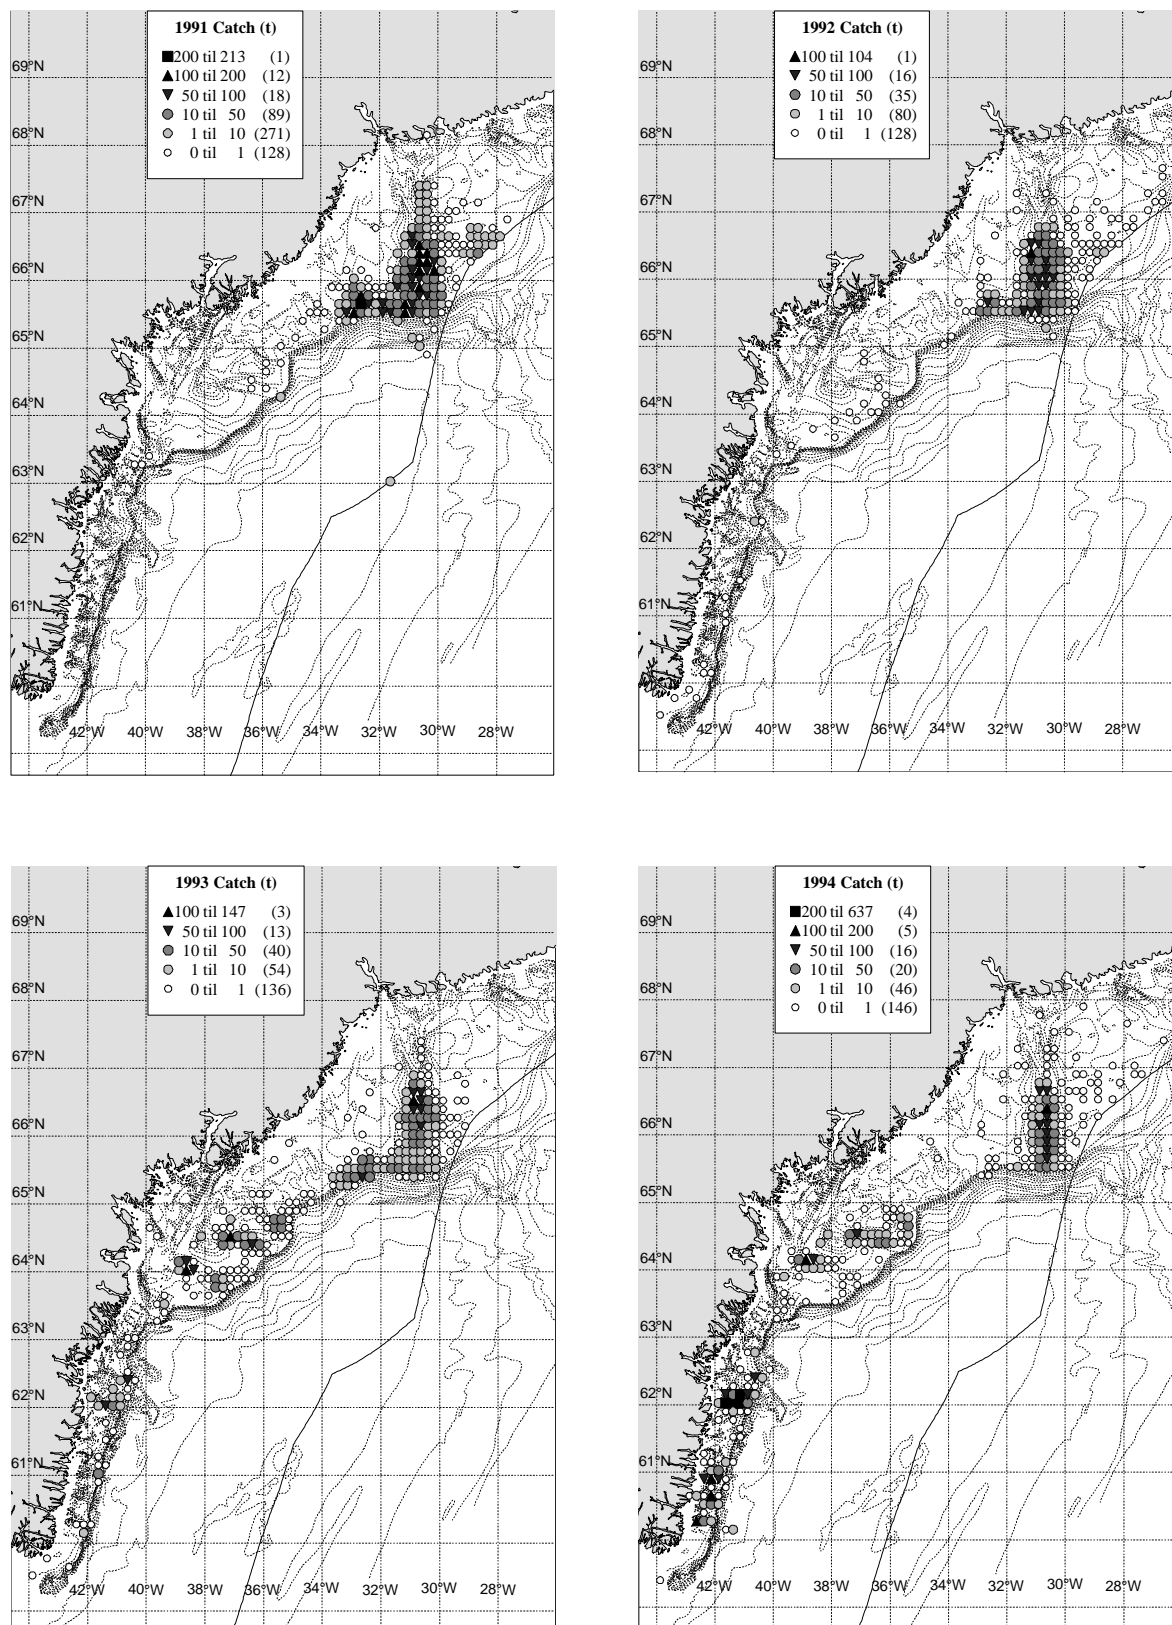 1991 Catch (t)
■ 200 til 213 (1)
▲ 100 til 200 (12)
▼ 50 til 100 (18)
10 til 50 (89)
1 til 10 (271)
0 til 1 (128)
69°N
68°N
67°N
66°N
65°N
64°N
63°N
62°N
61°N
42°W 40°W 38°W 36°W 34°W 32°W 30°W 28°W
1992 Catch (t)
▲ 100 til 104 (1)
▼ 50 til 100 (16)
10 til 50 (35)
1 til 10 (80)
0 til 1 (128)
69°N
68°N
67°N
66°N
65°N
64°N
63°N
62°N
61°N
42°W 40°W 38°W 36°W 34°W 32°W 30°W 28°W
1993 Catch (t)
▲ 100 til 147 (3)
▼ 50 til 100 (13)
10 til 50 (40)
1 til 10 (54)
0 til 1 (136)
69°N
68°N
67°N
66°N
65°N
64°N
63°N
62°N
61°N
42°W 40°W 38°W 36°W 34°W 32°W 30°W 28°W
1994 Catch (t)
■ 200 til 637 (4)
▲ 100 til 200 (5)
▼ 50 til 100 (16)
10 til 50 (20)
1 til 10 (46)
0 til 1 (146)
69°N
68°N
67°N
66°N
65°N
64°N
63°N
62°N
61°N
42°W 40°W 38°W 36°W 34°W 32°W 30°W 28°W